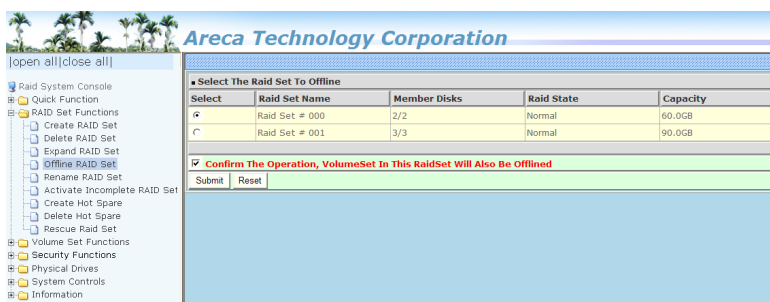 Areca Technology Corporation
|open all||close all|
Raid System Console
Quick Function
RAID Set Functions
Create RAID Set
Delete RAID Set
Expand RAID Set
Offline RAID Set
Rename RAID Set
Activate Incomplete RAID Set
Create Hot Spare
Delete Hot Spare
Rescue Raid Set
Volume Set Functions
Security Functions
Physical Drives
System Controls
Information
Select The Raid Set To Offline
Select Raid Set Name Member Disks Raid State Capacity
Raid Set # 000 2/2 Normal 60.0GB
Raid Set # 001 3/3 Normal 90.0GB
Confirm The Operation, VolumeSet In This RaidSet Will Also Be Offlined
Submit Reset